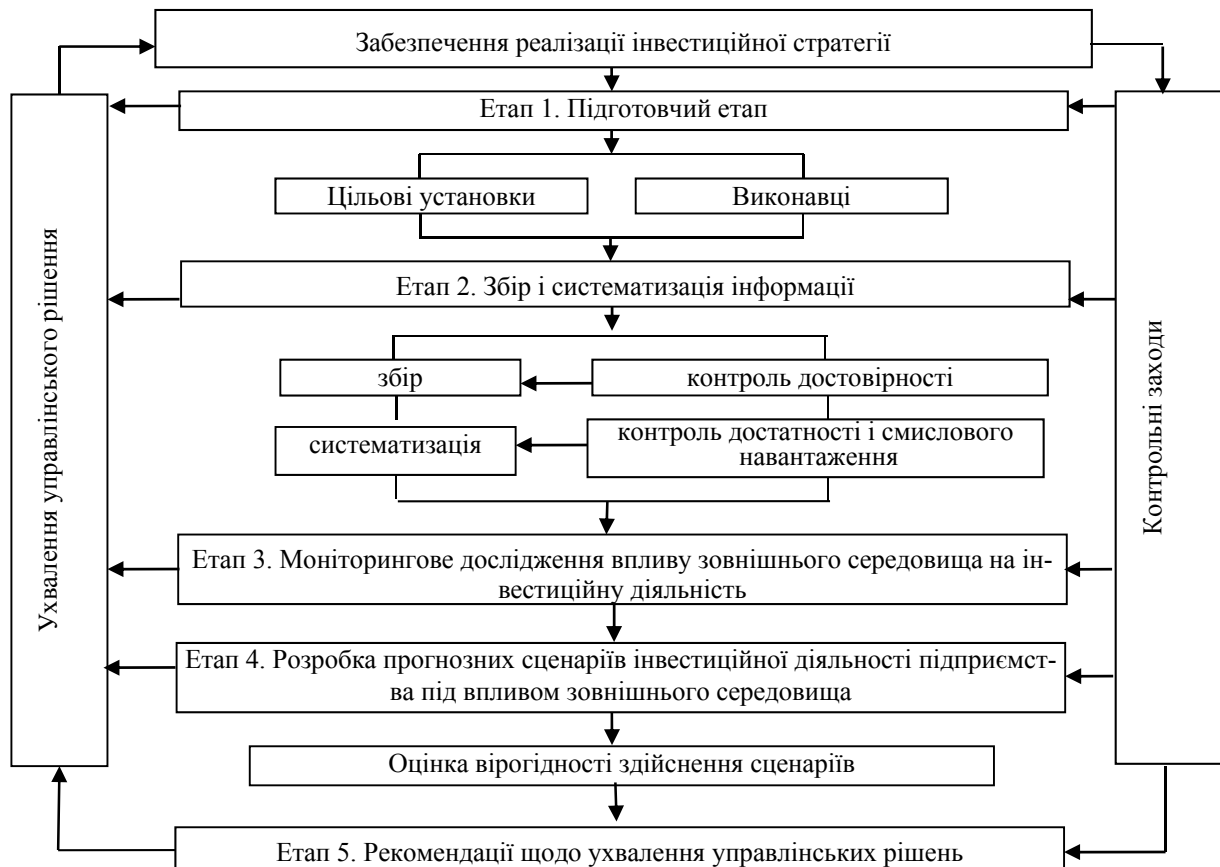 Забезпечення реалізації інвестиційної стратегії
Етап 1. Підготовчий етап
Цільові установки
Виконавці
Етап 2. Збір і систематизація інформації
збір
контроль достовірності
систематизація
контроль достатності і смислового
навантаження
Етап 3. Моніторингове дослідження впливу зовнішнього середовища на ін-
вестиційну діяльність
Етап 4. Розробка прогнозних сценаріїв інвестиційної діяльності підприємст-
ва під впливом зовнішнього середовища
Оцінка вірогідності здійснення сценаріїв
Етап 5. Рекомендації щодо ухвалення управлінських рішень
Ухвалення управлінського рішення
Контрольні заходи